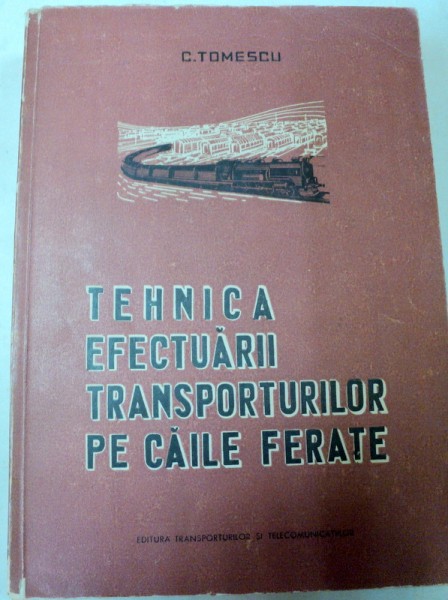 C. TOMESCU
TEHNICA
EFECTUĂRII
TRANSPORTURILOR
PE CĂILE FERATE
EDITURA TRANSPORTURILOR ȘI TELECOMUNICAȚIILOR